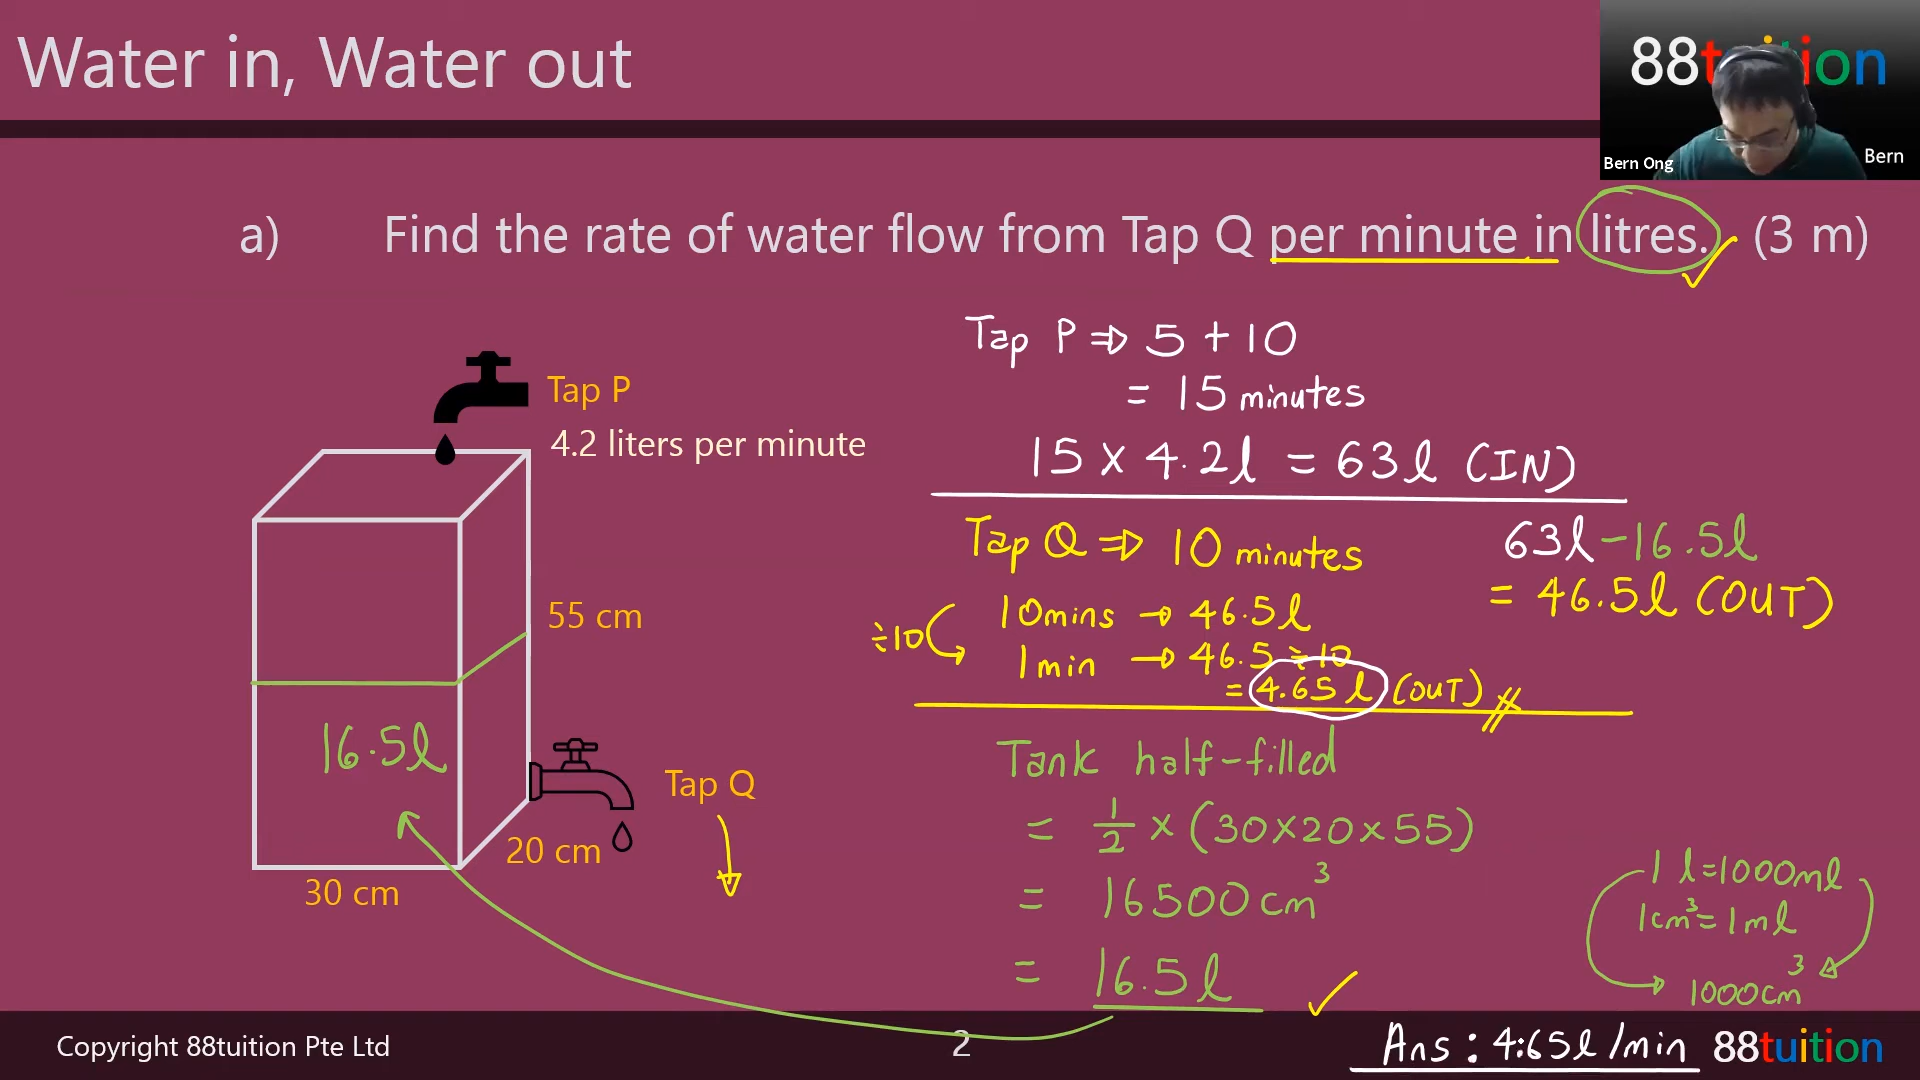 Water in, Water out
88tuition
Bern Ong
Bern
a) Find the rate of water flow from Tap Q per minute in litres. (3 m)
Tap P ⇒ 5 + 10
= 15 minutes
15 × 4.2l = 63l (IN)
Tap P
4.2 liters per minute
55 cm
16.5l
Tap Q
20 cm
30 cm
Tap Q ⇒ 10 minutes
10mins → 46.5l
÷10
1min → 46.5 ÷ 10
= 4.65 l (OUT)
63l - 16.5l
= 46.5l (OUT)
Tank half-filled
= 1/2 × (30×20×55)
= 16500 cm³
= 16.5l
1 l = 1000ml
1cm³ = 1ml
1000cm³
Ans : 4.65l /min
Copyright 88tuition Pte Ltd
2
88tuition